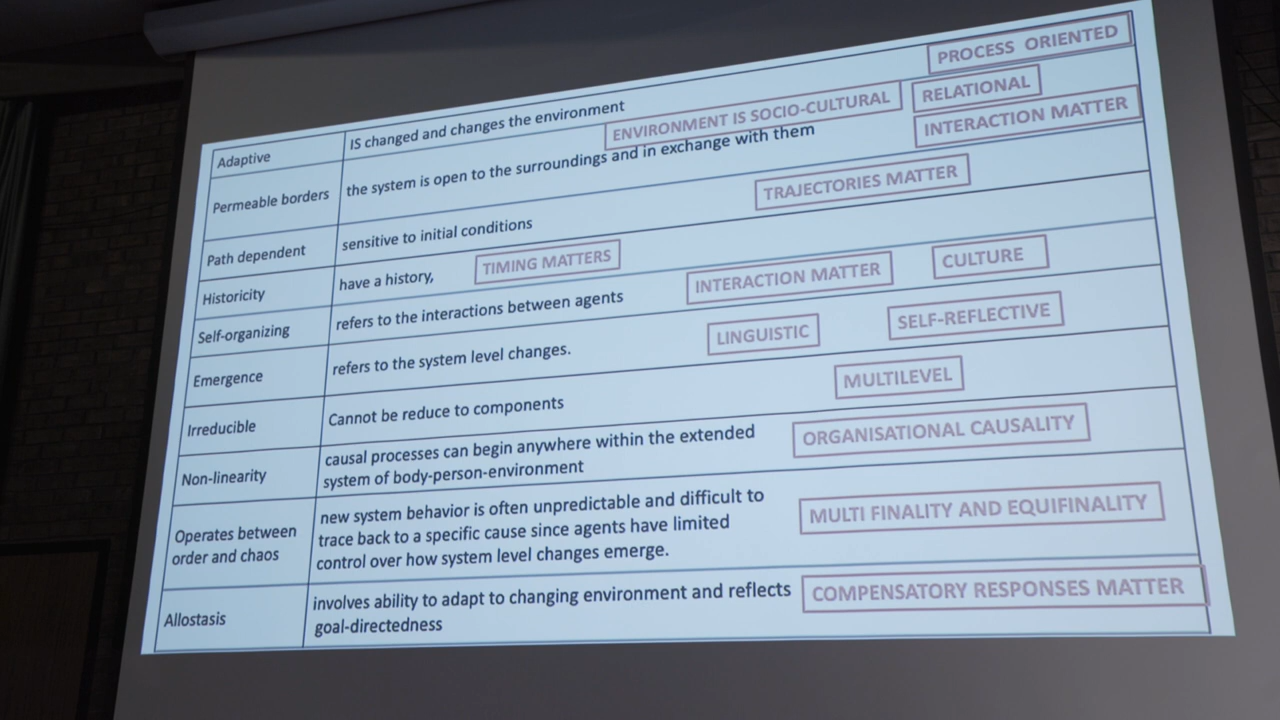 PROCESS ORIENTED
Adaptive
IS changed and changes the environment
ENVIRONMENT IS SOCIO-CULTURAL
RELATIONAL
INTERACTION MATTER
Permeable borders
the system is open to the surroundings and in exchange with them
TRAJECTORIES MATTER
Path dependent
sensitive to initial conditions
Historicity
have a history,
TIMING MATTERS
INTERACTION MATTER
CULTURE
Self-organizing
refers to the interactions between agents
LINGUISTIC
SELF-REFLECTIVE
Emergence
refers to the system level changes.
MULTILEVEL
Irreducible
Cannot be reduce to components
ORGANISATIONAL CAUSALITY
Non-linearity
causal processes can begin anywhere within the extended
system of body-person-environment
Operates between
order and chaos
new system behavior is often unpredictable and difficult to
trace back to a specific cause since agents have limited
control over how system level changes emerge.
MULTI FINALITY AND EQUIFINALITY
Allostasis
involves ability to adapt to changing environment and reflects
goal-directedness
COMPENSATORY RESPONSES MATTER